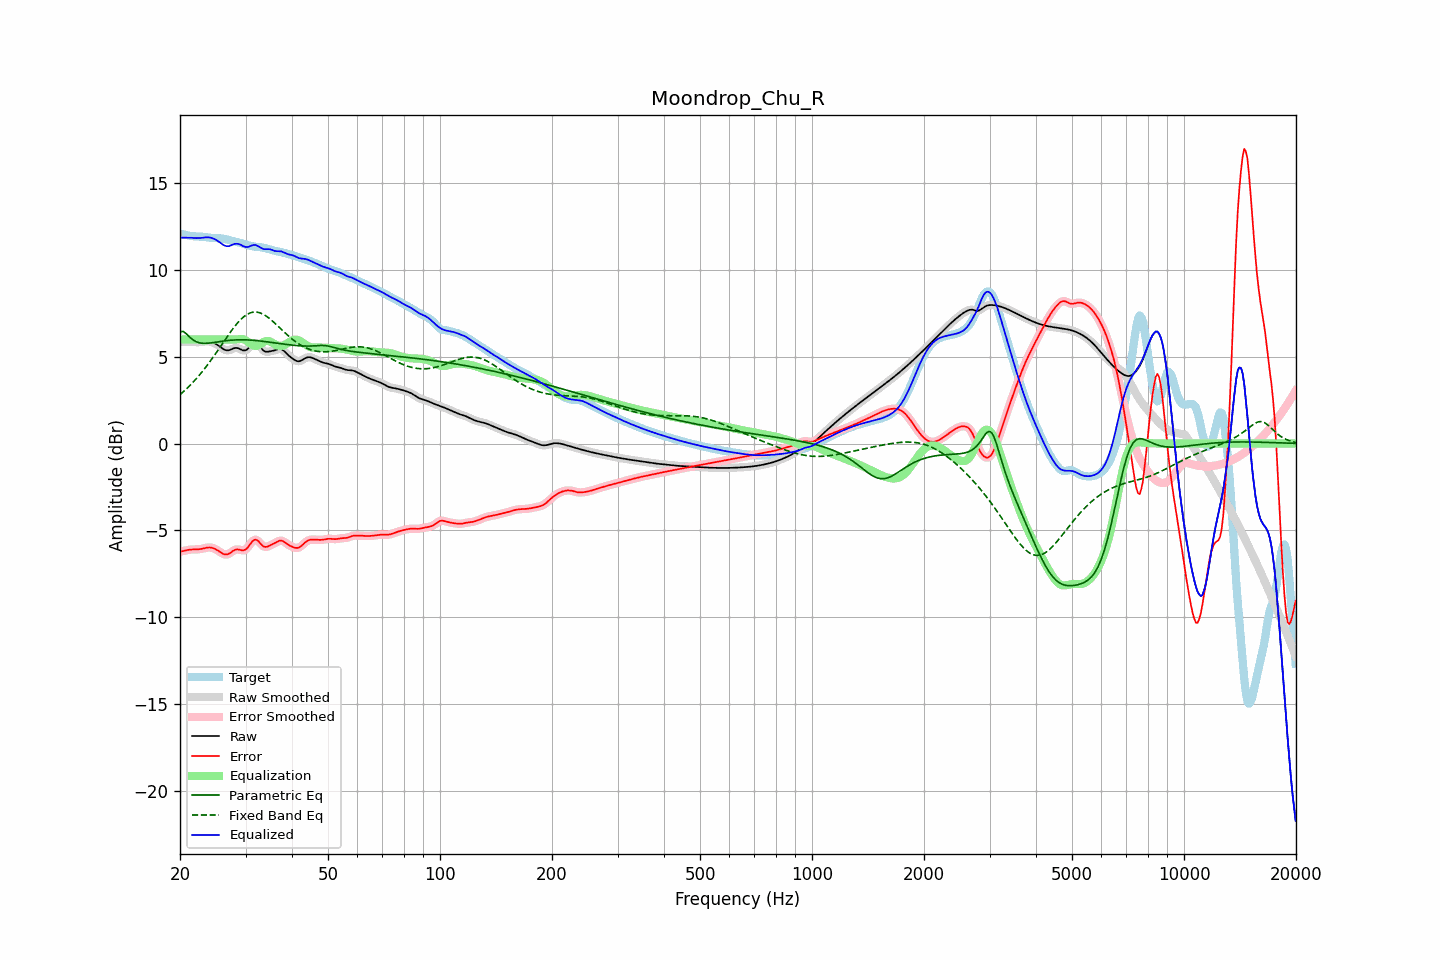 Moondrop_Chu_R
Amplitude (dBr)
15
10
5
0
−5
−10
−15
−20
Target
Raw Smoothed
Error Smoothed
Raw
Error
Equalization
Parametric Eq
Fixed Band Eq
Equalized
20 50 100 200 500 1000 2000 5000 10000 20000
Frequency (Hz)